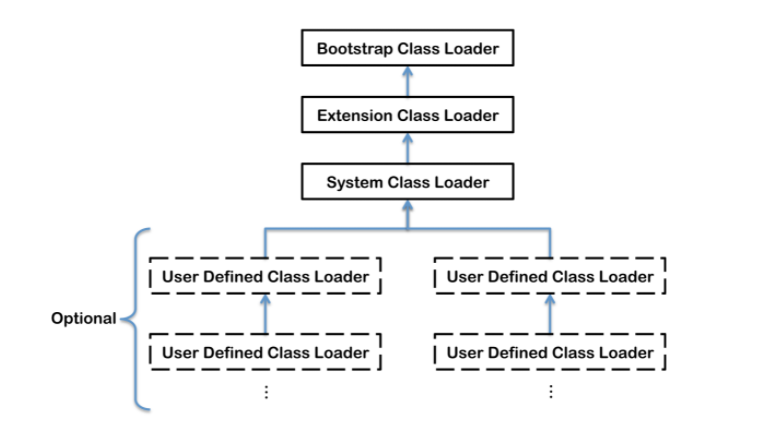 Bootstrap Class Loader
Extension Class Loader
System Class Loader
User Defined Class Loader
User Defined Class Loader
Optional
User Defined Class Loader
User Defined Class Loader